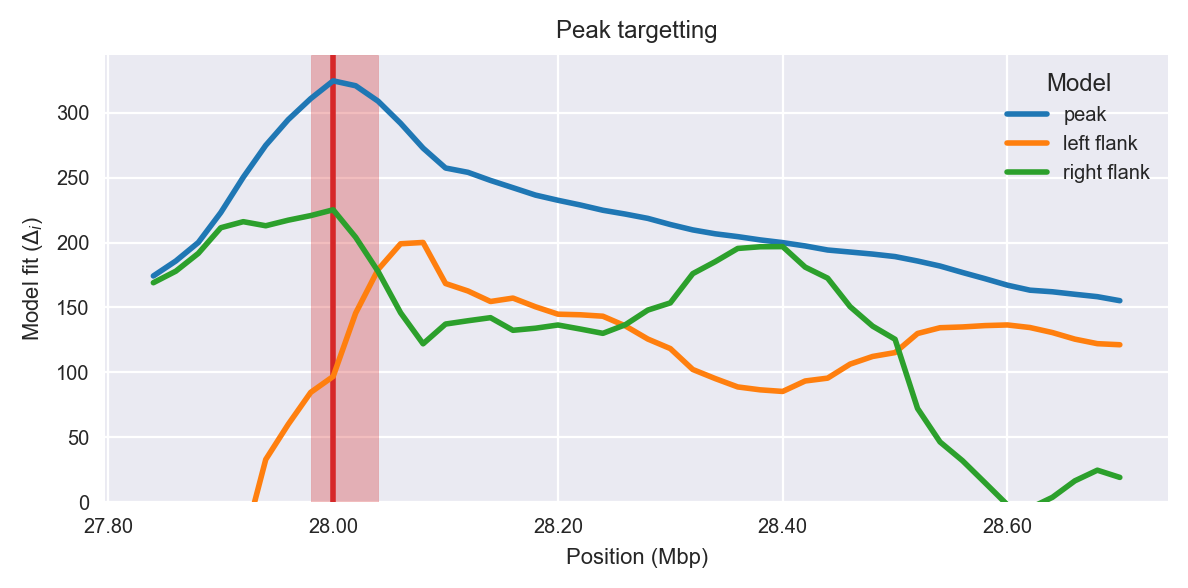 Peak targetting
Model
peak
left flank
right flank
Model fit (Δi)
300
250
200
150
100
50
0
27.80
28.00
28.20
28.40
28.60
Position (Mbp)